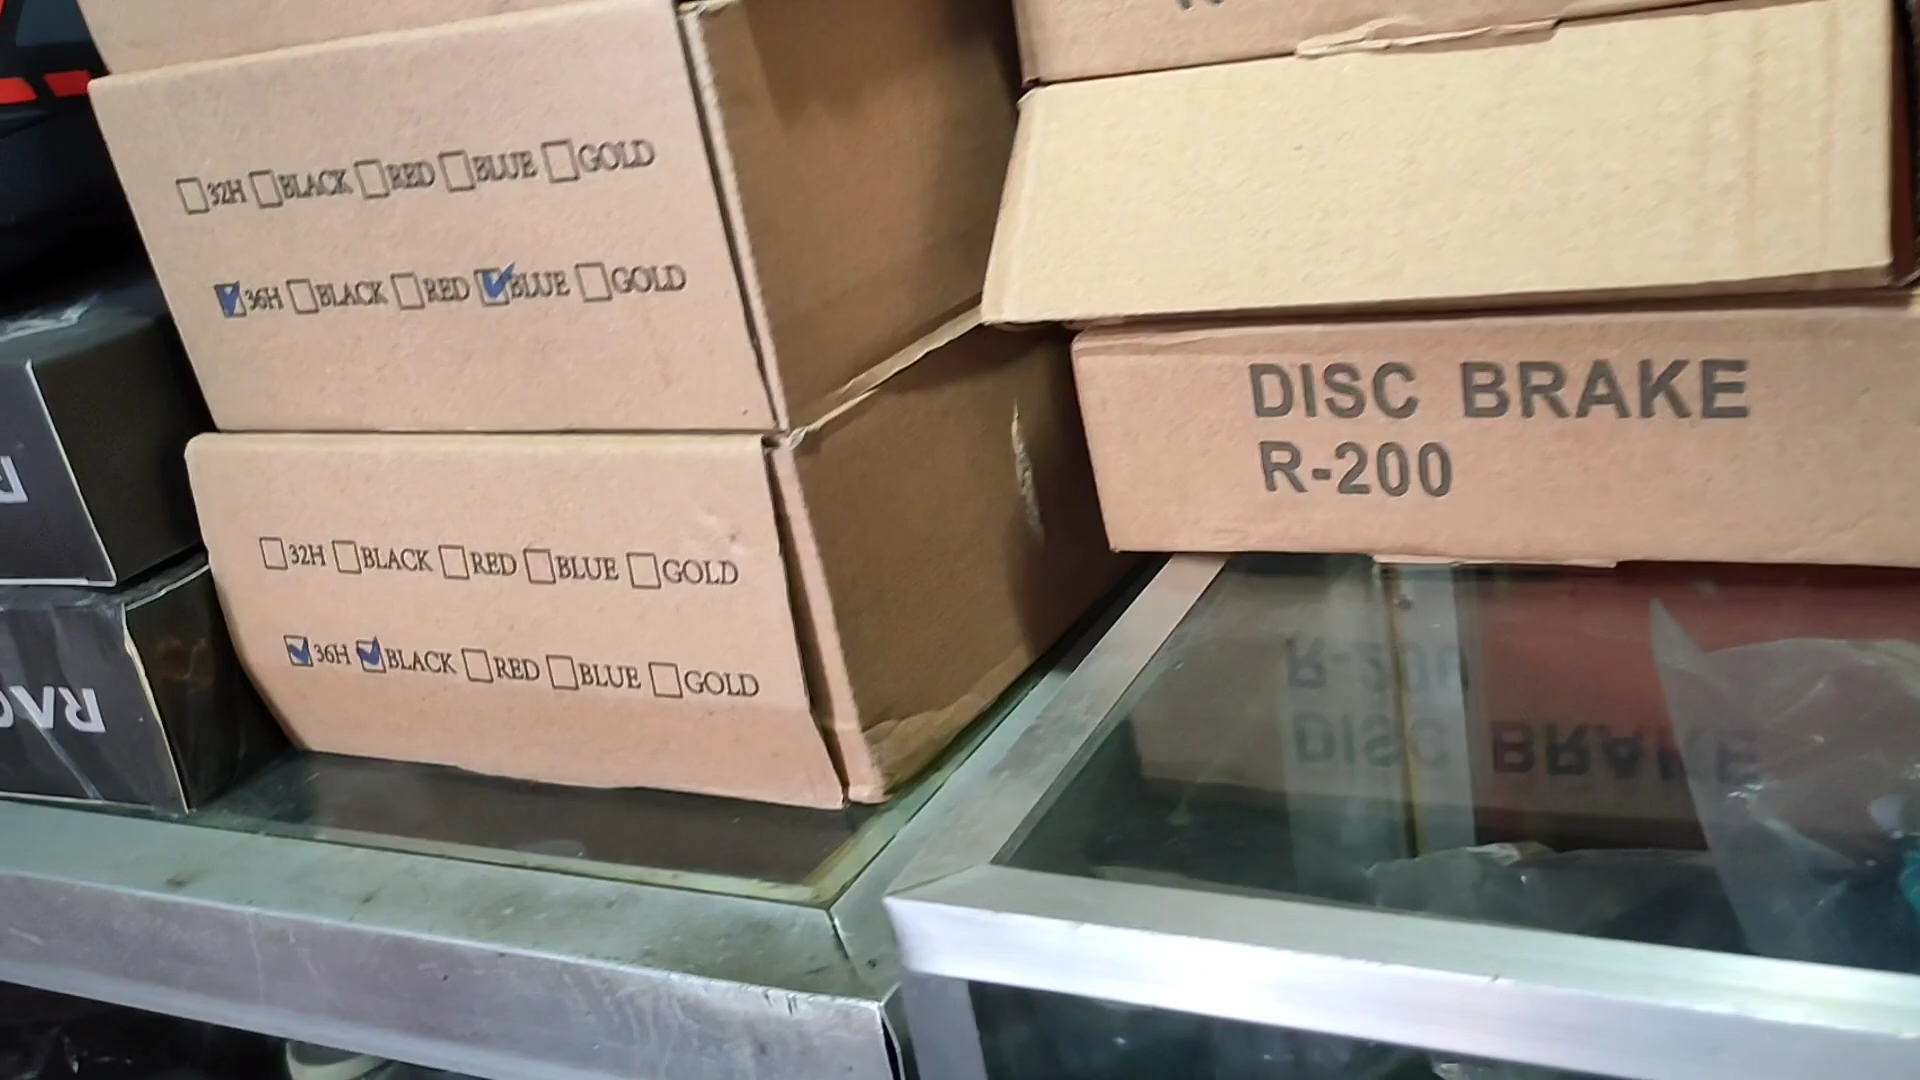 ☐32H ☐BLACK ☐RED ☐BLUE ☐GOLD
☑36H ☐BLACK ☐RED ☑BLUE ☐GOLD
☐32H ☐BLACK ☐RED ☐BLUE ☐GOLD
☑36H ☑BLACK ☐RED ☐BLUE ☐GOLD
DISC BRAKE
R-200